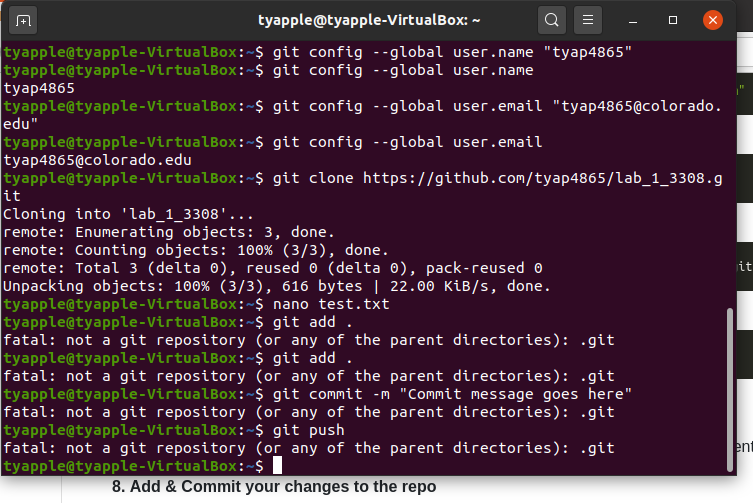 tyapple@tyapple-VirtualBox: ~
tyapple@tyapple-VirtualBox:~$ git config --global user.name "tyap4865"
tyapple@tyapple-VirtualBox:~$ git config --global user.name
tyap4865
tyapple@tyapple-VirtualBox:~$ git config --global user.email "tyap4865@colorado.
edu"
tyapple@tyapple-VirtualBox:~$ git config --global user.email
tyap4865@colorado.edu
tyapple@tyapple-VirtualBox:~$ git clone https://github.com/tyap4865/lab_1_3308.g
it
Cloning into 'lab_1_3308'...
remote: Enumerating objects: 3, done.
remote: Counting objects: 100% (3/3), done.
remote: Total 3 (delta 0), reused 0 (delta 0), pack-reused 0
Unpacking objects: 100% (3/3), 616 bytes | 22.00 KiB/s, done.
tyapple@tyapple-VirtualBox:~$ nano test.txt
tyapple@tyapple-VirtualBox:~$ git add .
fatal: not a git repository (or any of the parent directories): .git
tyapple@tyapple-VirtualBox:~$ git add .
fatal: not a git repository (or any of the parent directories): .git
tyapple@tyapple-VirtualBox:~$ git commit -m "Commit message goes here"
fatal: not a git repository (or any of the parent directories): .git
tyapple@tyapple-VirtualBox:~$ git push
fatal: not a git repository (or any of the parent directories): .git
tyapple@tyapple-VirtualBox:~$
8. Add & Commit your changes to the repo